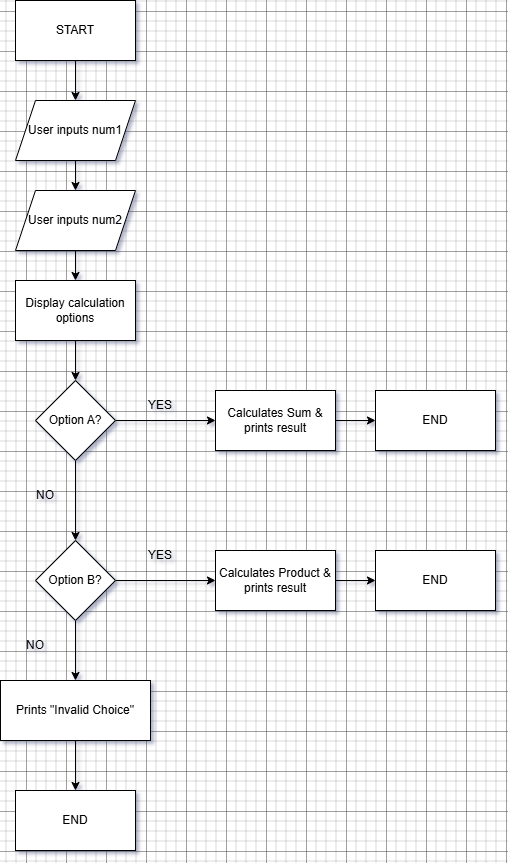 START
User inputs num1
User inputs num2
Display calculation
options
Option A?
YES
Calculates Sum &
prints result
END
NO
Option B?
YES
Calculates Product &
prints result
END
NO
Prints "Invalid Choice"
END